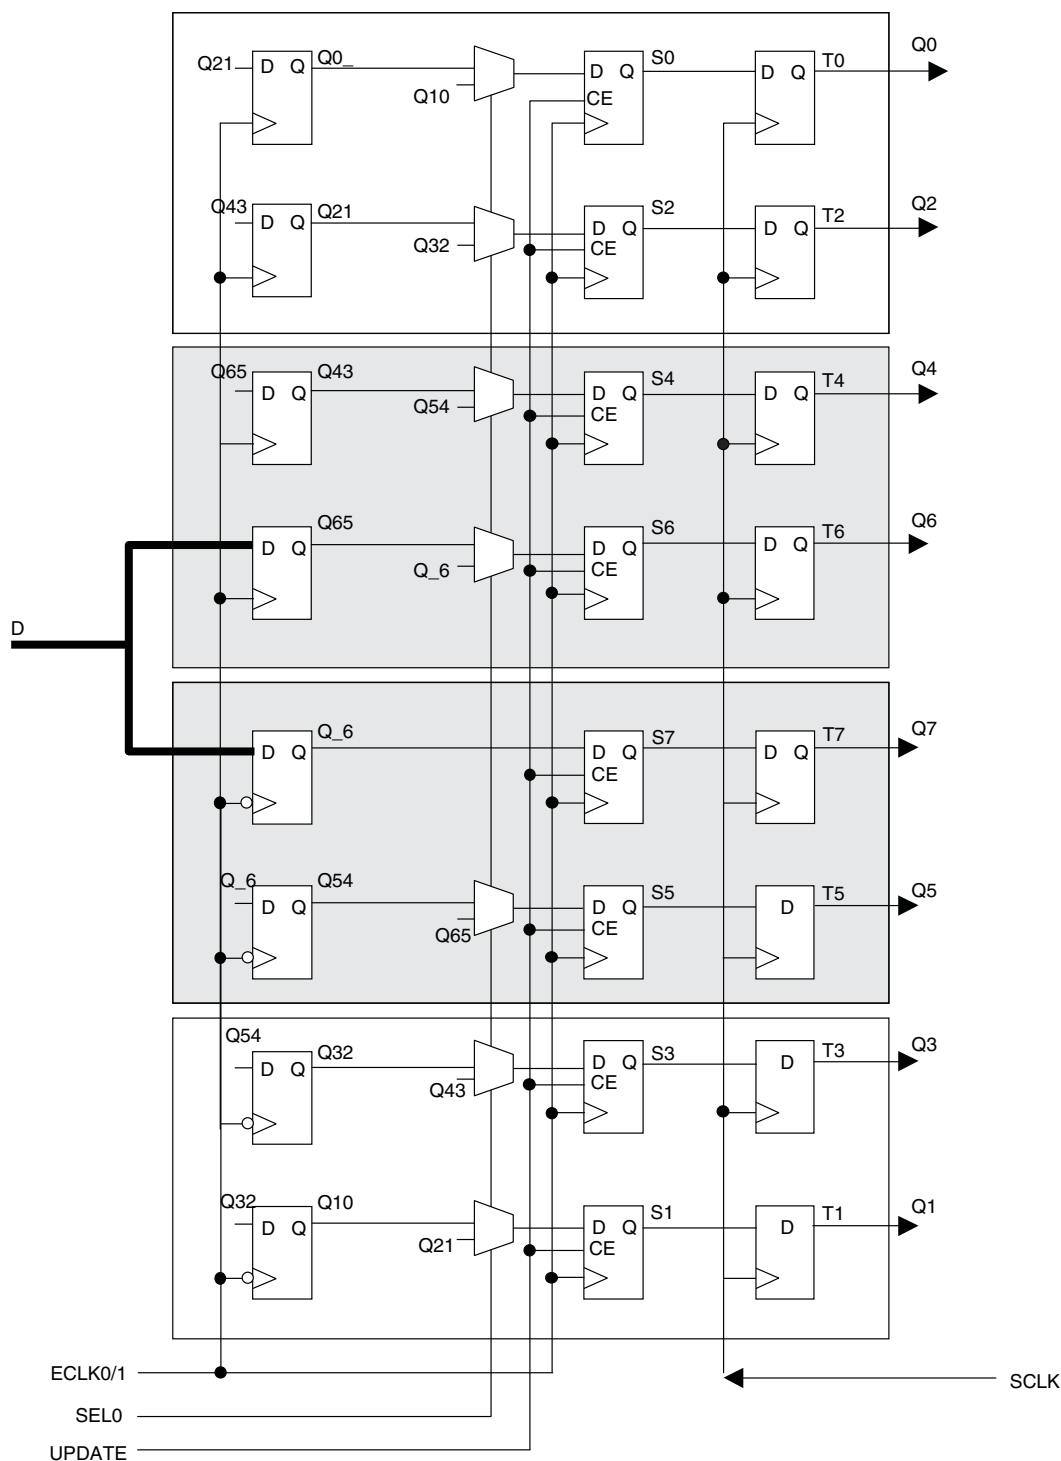 Q0
Q21 D Q Q0_ Q10 D Q CE S0 D Q T0
Q2
Q43 D Q Q21 Q32 D Q CE S2 D Q T2
Q4
Q65 D Q Q43 Q54 D Q CE S4 D Q T4
Q6
D Q Q65 Q_6 D Q CE S6 D Q T6
D
Q7
D Q Q_6 D Q CE S7 D Q T7
Q5
Q_6 D Q Q54 Q65 D Q CE S5 D T5
Q3
Q54 D Q Q32 Q43 D Q CE S3 D T3
Q1
Q32 D Q Q10 Q21 D Q CE S1 D T1
ECLK0/1
SCLK
SEL0
UPDATE